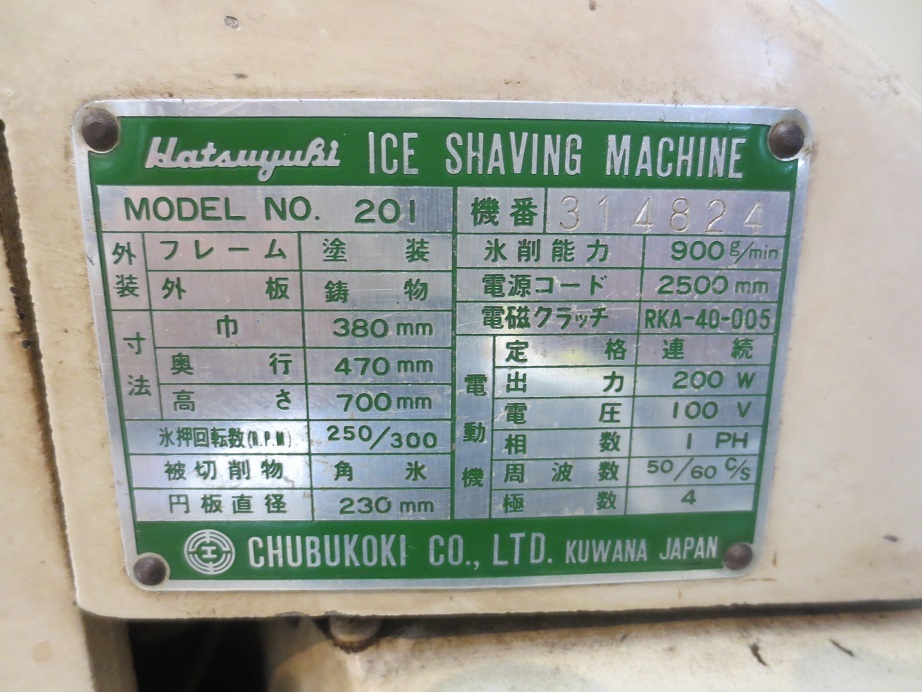 Hatsuyuki ICE SHAVING MACHINE
MODEL NO. 201
外装 フレーム 塗装
外板 鋳物
寸法 巾 380mm
奥行 470mm
高さ 700mm
氷押回転数(R.P.M) 250/300
被切削物 角氷
円板直径 230mm
機番 314824
氷削能力 900g/min
電源コード 2500mm
電磁クラッチ RKA-40-005
電動機 定格 連続
出力 200W
電圧 100V
相数 1PH
周波数 50/60 C/S
極数 4
CHUBUKOKI CO., LTD. KUWANA JAPAN